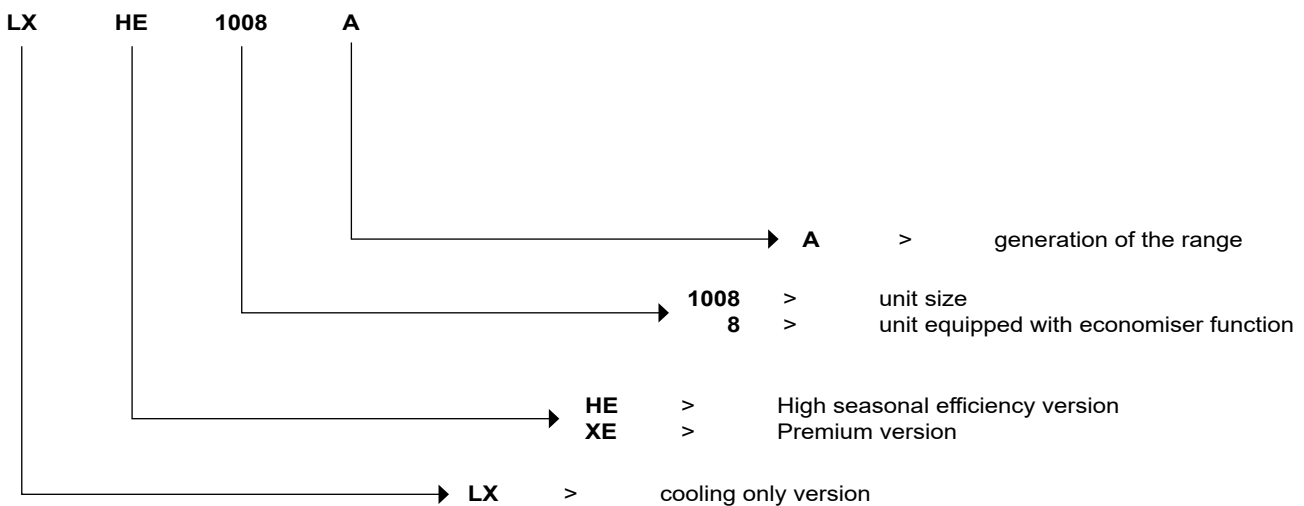 LX HE 1008 A
A > generation of the range
1008 > unit size
8 > unit equipped with economiser function
HE > High seasonal efficiency version
XE > Premium version
LX > cooling only version